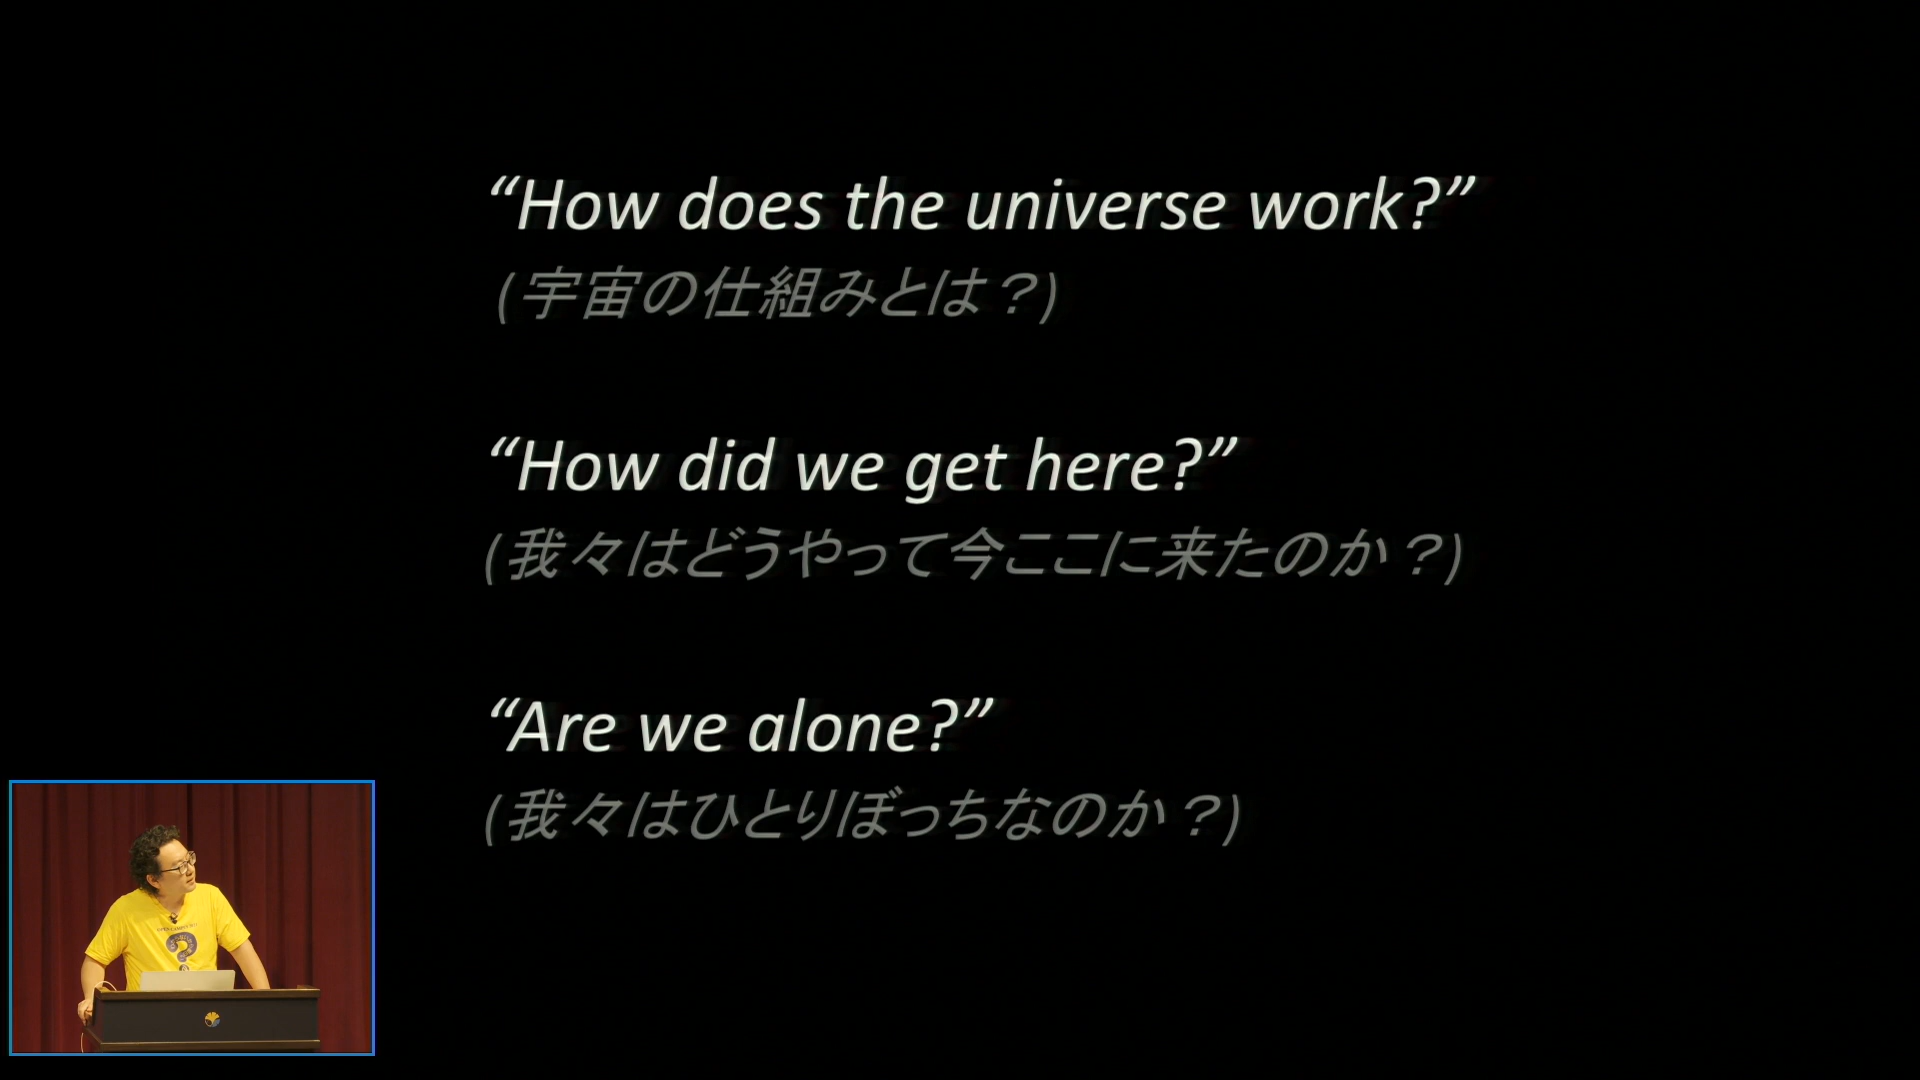 “How does the universe work?”
(宇宙の仕組みとは？)
“How did we get here?”
(我々はどうやって今ここに来たのか？)
“Are we alone?”
(我々はひとりぼっちなのか？)
OPEN CAMPUS
?